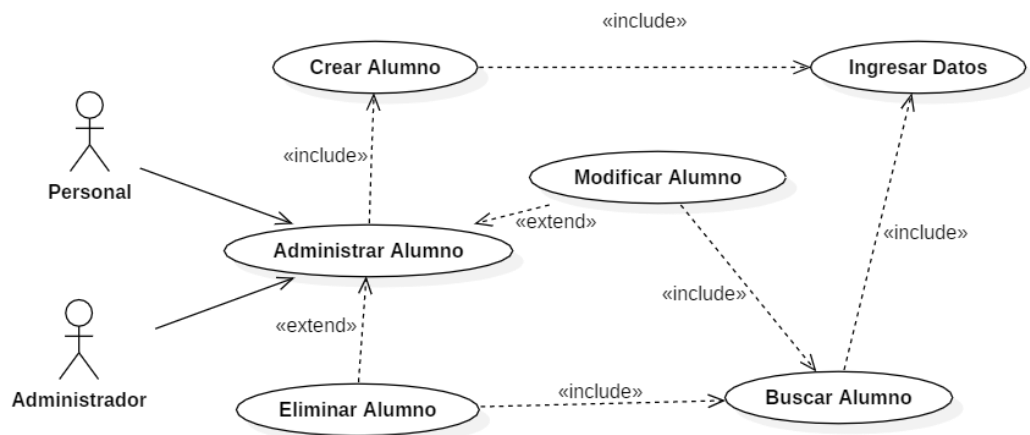 «include»
Crear Alumno
Ingresar Datos
«include»
Modificar Alumno
Personal
«extend»
«include»
Administrar Alumno
«include»
«extend»
Administrador
Eliminar Alumno
«include»
Buscar Alumno